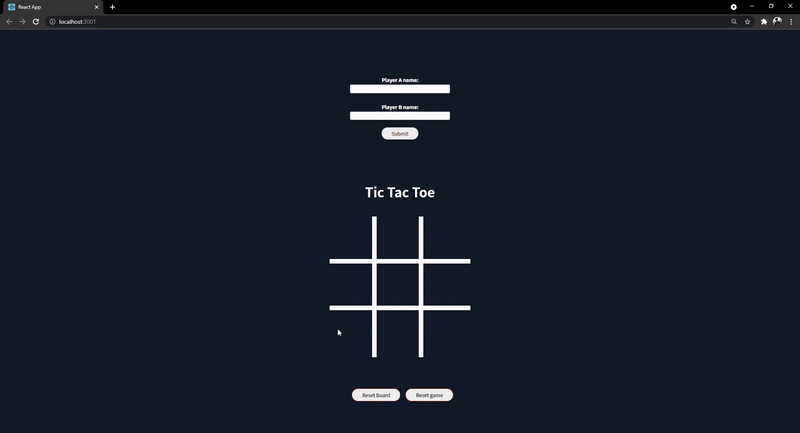 React App
localhost:3001
Player A name:
Player B name:
Submit
Tic Tac Toe
Reset Board Reset game